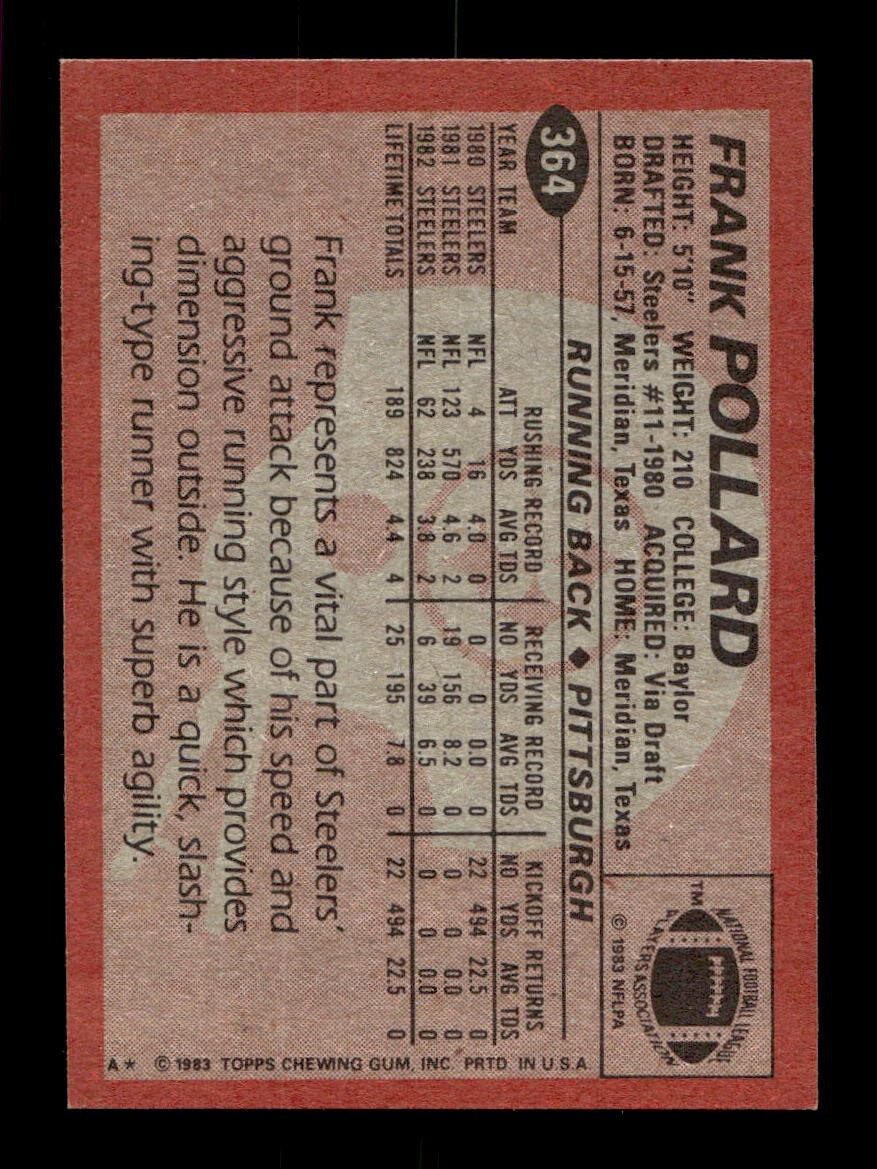 FRANK POLLARD
HEIGHT: 5'10" WEIGHT: 210 COLLEGE: Baylor
DRAFTED: Steelers #11-1980 ACQUIRED: Via Draft
BORN: 6-15-57, Meridian, Texas HOME: Meridian, Texas
TM
NATIONAL FOOTBALL LEAGUE
PLAYERS ASSOCIATION
© 1983 NFLPA
364
RUNNING BACK ♦ PITTSBURGH
RUSHING RECORD RECEIVING RECORD KICKOFF RETURNS
YEAR TEAM ATT YDS AVG TDS NO YDS AVG TDS NO YDS AVG TDS
1980 STEELERS NFL 4 16 4.0 0 0 0 0.0 0 22 494 22.5 0
1981 STEELERS NFL 123 570 4.6 2 19 156 8.2 0 0 0 0.0 0
1982 STEELERS NFL 62 238 3.8 2 6 39 6.5 0 0 0 0.0 0
LIFETIME TOTALS 189 824 4.4 4 25 195 7.8 0 22 494 22.5 0
Frank represents a vital part of Steelers'
ground attack because of his speed and
aggressive running style which provides
dimension outside. He is a quick, slash-
ing-type runner with superb agility.
A* © 1983 TOPPS CHEWING GUM, INC. PRTD IN U.S.A